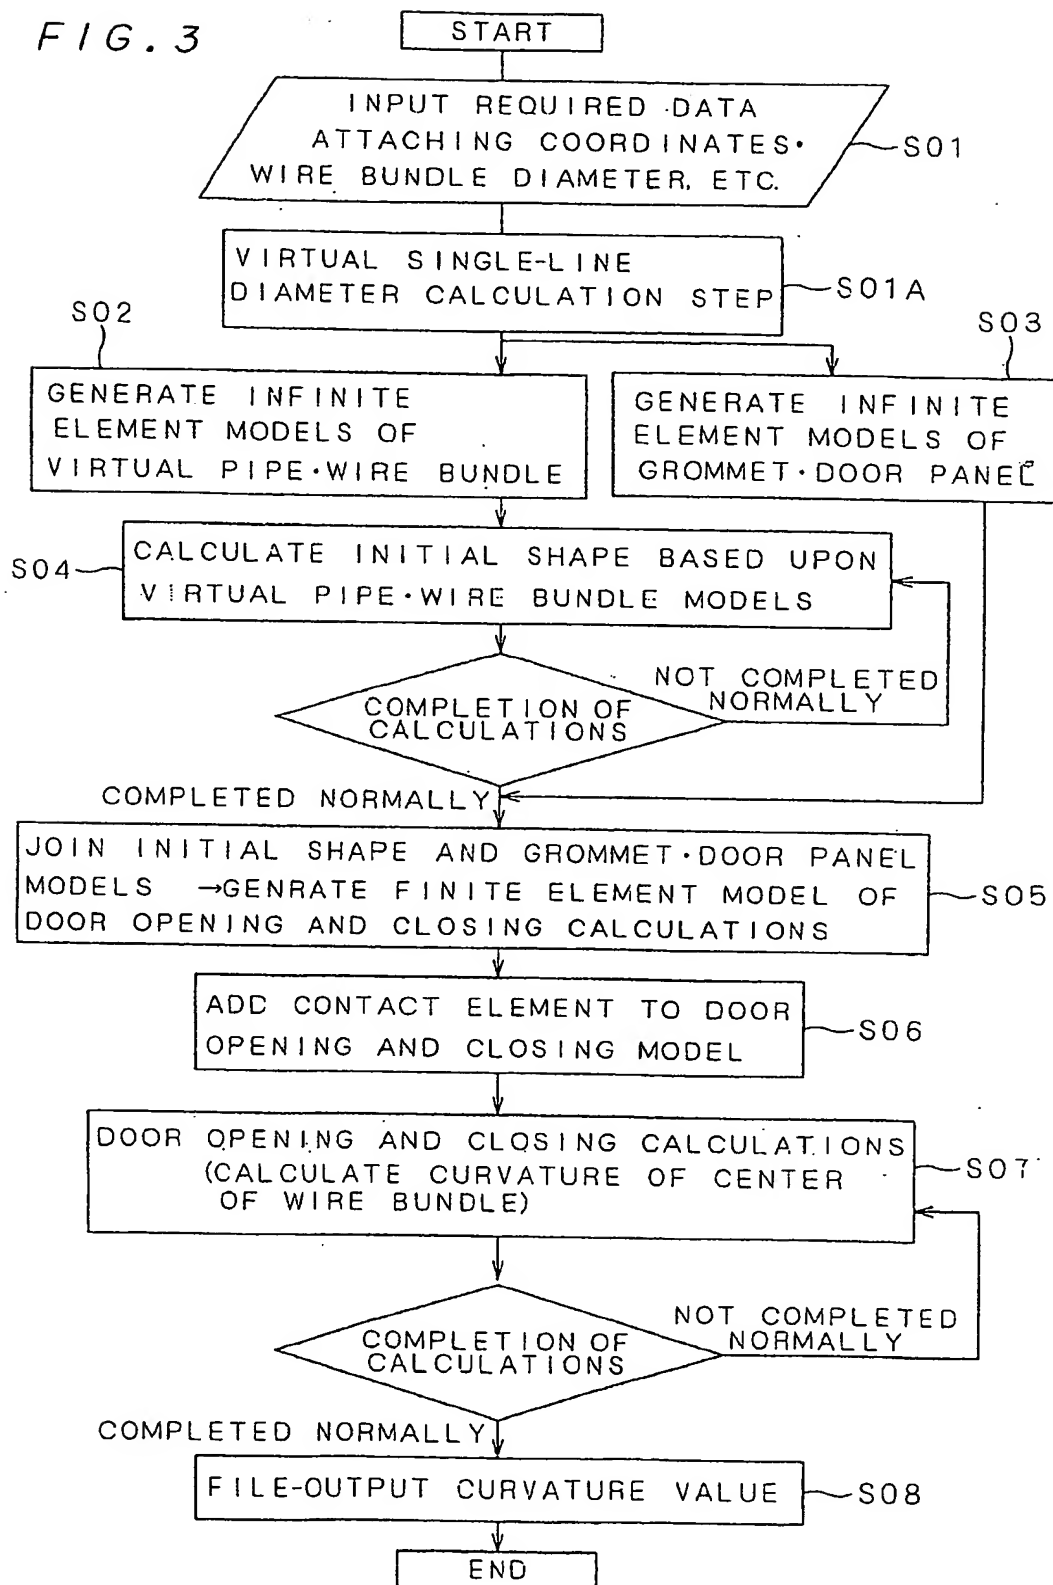 FIG. 3
START
INPUT REQUIRED DATA
ATTACHING COORDINATES・
WIRE BUNDLE DIAMETER, ETC.
S01
VIRTUAL SINGLE-LINE
DIAMETER CALCULATION STEP
S01A
S02
S03
GENERATE INFINITE
ELEMENT MODELS OF
VIRTUAL PIPE・WIRE BUNDLE
GENERATE INFINITE
ELEMENT MODELS OF
GROMMET・DOOR PANEL
S04
CALCULATE INITIAL SHAPE BASED UPON
VIRTUAL PIPE・WIRE BUNDLE MODELS
NOT COMPLETED
NORMALLY
COMPLETION OF
CALCULATIONS
COMPLETED NORMALLY
JOIN INITIAL SHAPE AND GROMMET・DOOR PANEL
MODELS →GENRATE FINITE ELEMENT MODEL OF
DOOR OPENING AND CLOSING CALCULATIONS
S05
ADD CONTACT ELEMENT TO DOOR
OPENING AND CLOSING MODEL
S06
DOOR OPENING AND CLOSING CALCULATIONS
(CALCULATE CURVATURE OF CENTER
OF WIRE BUNDLE)
S07
NOT COMPLETED
NORMALLY
COMPLETION OF
CALCULATIONS
COMPLETED NORMALLY
FILE-OUTPUT CURVATURE VALUE
S08
END